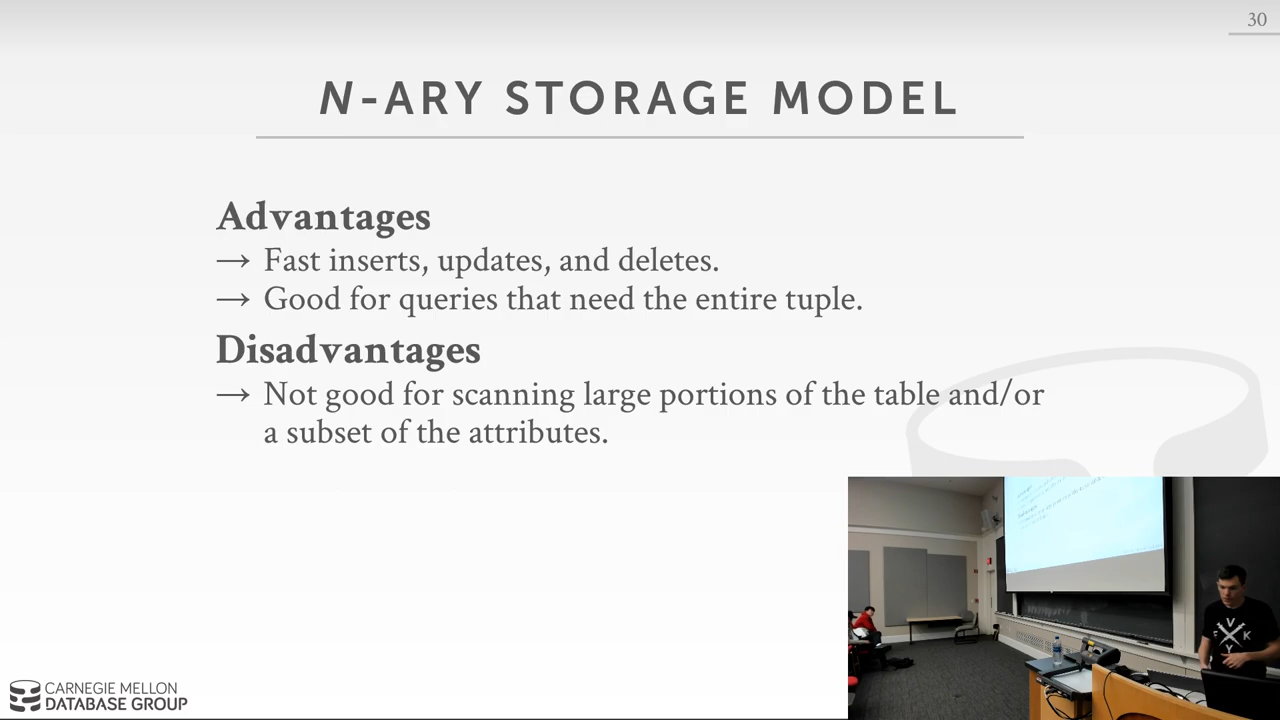 30
N-ARY STORAGE MODEL
Advantages
→ Fast inserts, updates, and deletes.
→ Good for queries that need the entire tuple.
Disadvantages
→ Not good for scanning large portions of the table and/or
a subset of the attributes.
V
F K
Y
CARNEGIE MELLON
DATABASE GROUP